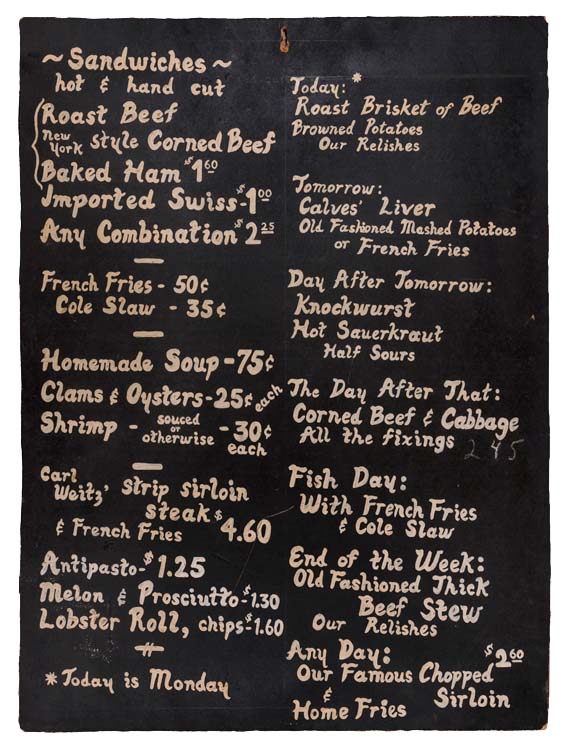 ~ Sandwiches ~
hot & hand cut
Roast Beef
New York Style Corned Beef
Baked Ham $1 60
Imported Swiss - $1 00
Any Combination $2 25
French Fries - 50¢
Cole Slaw - 35¢
Homemade Soup - 75¢
Clams & Oysters - 25¢ each
Shrimp - souced or otherwise - 30¢ each
Carl Weitz' strip sirloin
steak $4.60
& French Fries
Antipasto - $1.25
Melon & Prosciutto - $1.30
Lobster Roll, chips - $1.60
*Today is Monday
Today: *
Roast Brisket of Beef
Browned Potatoes
Our Relishes
Tomorrow:
Calves' Liver
Old Fashioned Mashed Potatoes
or French Fries
Day After Tomorrow:
Knockwurst
Hot Sauerkraut
Half Sours
The Day After That:
Corned Beef & Cabbage
All the fixings 245
Fish Day:
With French Fries
& Cole Slaw
End of the Week:
Old Fashioned Thick
Beef Stew
Our Relishes
Any Day: $2 60
Our Famous Chopped
Sirloin
&
Home Fries